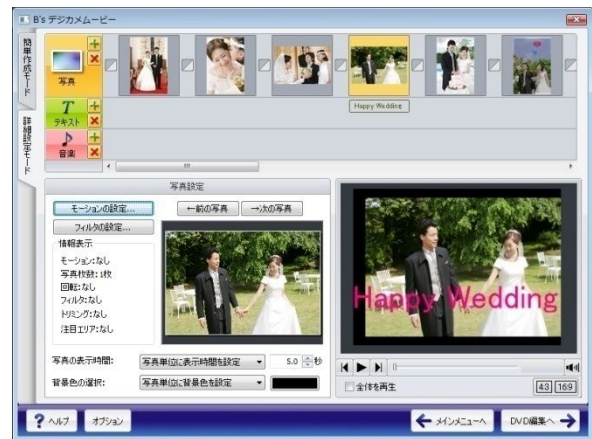 B's デジカメムービー
簡単作成モード
詳細設定モード
写真
T
テキスト
音楽
Happy Wedding
写真設定
モーションの設定...
←前の写真
→次の写真
フィルタの設定...
情報表示
モーション:なし
写真枚数:1枚
回転:なし
フィルタ:なし
トリミング:なし
注目エリア:なし
写真の表示時間:
写真単位に表示時間を設定
5.0
秒
背景色の選択:
写真単位に背景色を設定
Happy Wedding
全体を再生
4:3
16:9
? ヘルプ
オプション
メインメニューへ
DVD編集へ